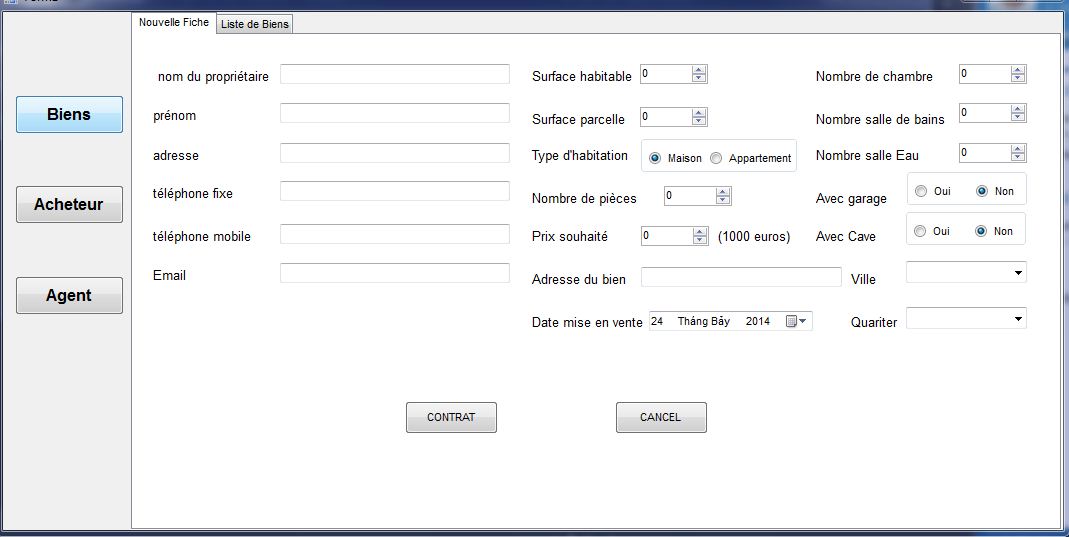 Nouvelle Fiche
Liste de Biens
Biens
Acheteur
Agent
nom du propriétaire
prénom
adresse
téléphone fixe
téléphone mobile
Email
Surface habitable 0
Surface parcelle 0
Type d'habitation Maison Appartement
Nombre de pièces 0
Prix souhaité 0 (1000 euros)
Adresse du bien
Date mise en vente 24 Tháng Bảy 2014
Nombre de chambre 0
Nombre salle de bains 0
Nombre salle Eau 0
Avec garage Oui Non
Avec Cave Oui Non
Ville
Quariter
CONTRAT
CANCEL